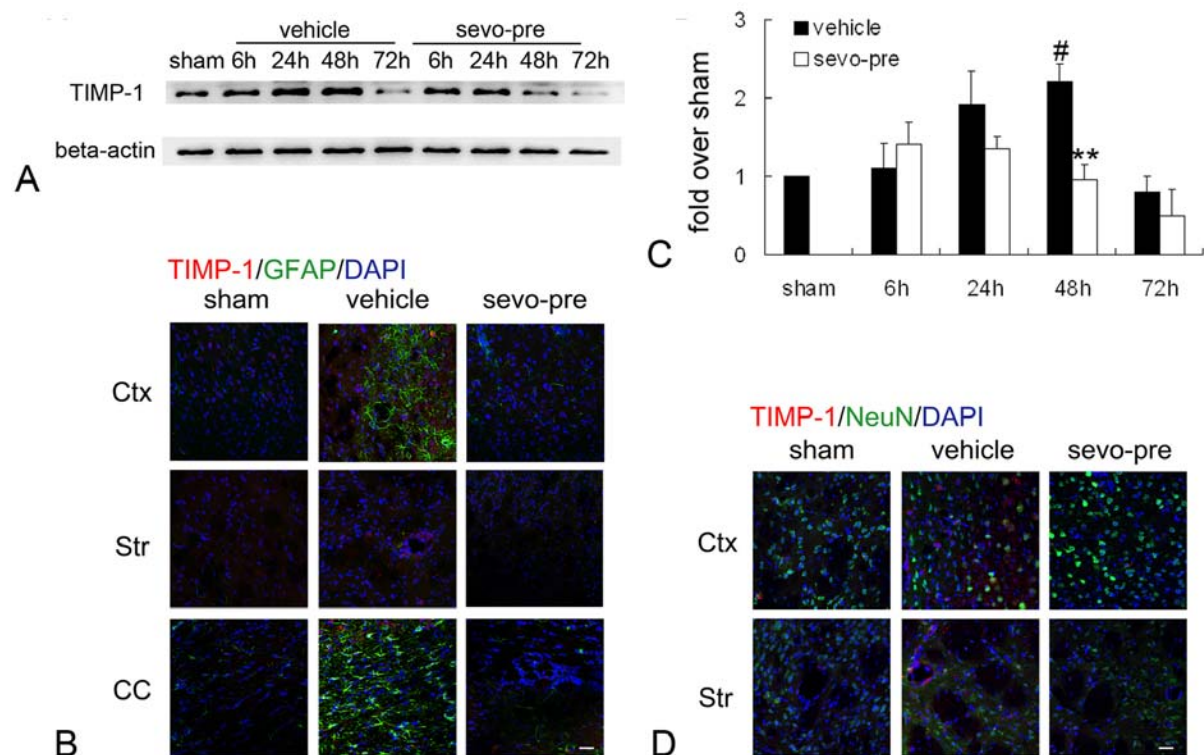 vehicle sevo-pre
sham 6h 24h 48h 72h 6h 24h 48h 72h
TIMP-1
beta-actin
A
fold over sham
3
2
1
0
vehicle
sevo-pre
#
**
sham 6h 24h 48h 72h
C
TIMP-1/GFAP/DAPI
sham vehicle sevo-pre
Ctx
Str
CC
B
TIMP-1/NeuN/DAPI
sham vehicle sevo-pre
Ctx
Str
D